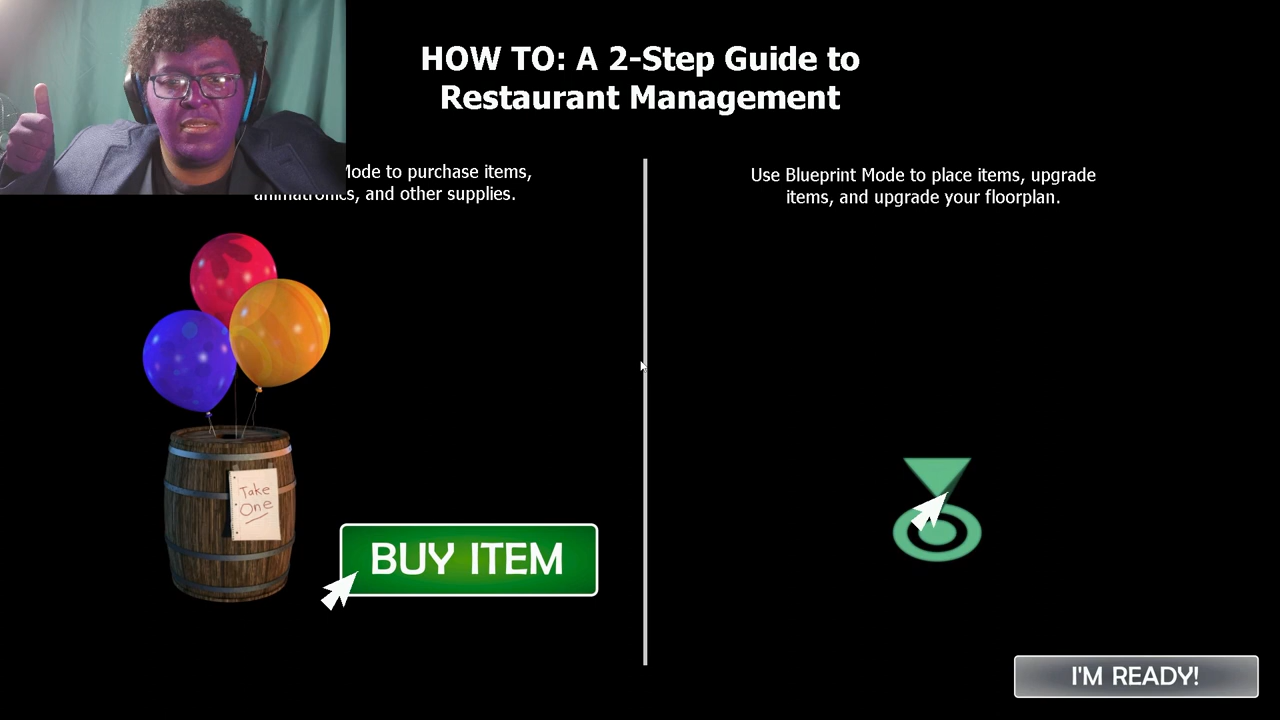 HOW TO: A 2-Step Guide to
Restaurant Management
Mode to purchase items,
animatronics, and other supplies.
Use Blueprint Mode to place items, upgrade
items, and upgrade your floorplan.
Take
One
BUY ITEM
I'M READY!